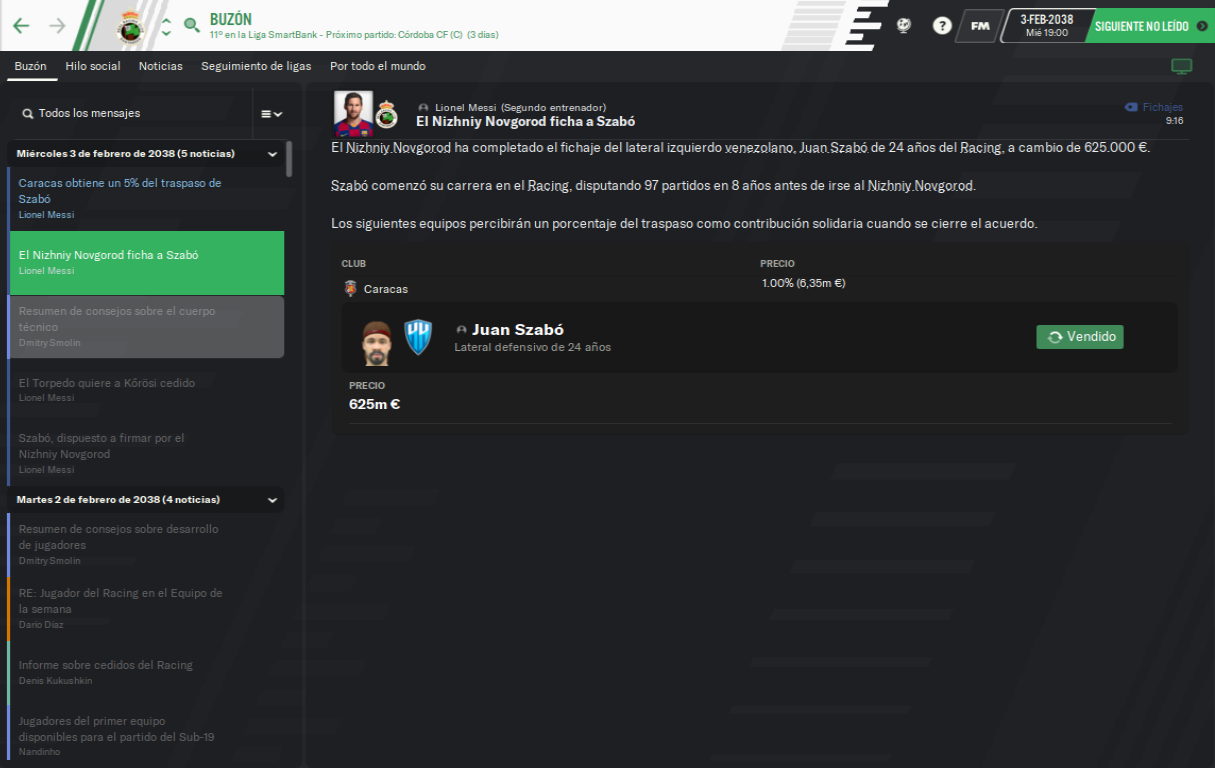 BUZÓN
11º en la Liga SmartBank - Próximo partido: Córdoba CF (C) (3 días)
?
FM
3-FEB-2038
Mié 19:00
SIGUIENTE NO LEÍDO
Buzón Hilo social Noticias Seguimiento de ligas Por todo el mundo
Todos los mensajes
Miércoles 3 de febrero de 2038 (5 noticias)
Caracas obtiene un 5% del traspaso de
Szabó
Lionel Messi
El Nizhniy Novgorod ficha a Szabó
Lionel Messi
Resumen de consejos sobre el cuerpo
técnico
Dmitry Smolin
El Torpedo quiere a Kőrösi cedido
Lionel Messi
Szabó, dispuesto a firmar por el
Nizhniy Novgorod
Lionel Messi
Martes 2 de febrero de 2038 (4 noticias)
Resumen de consejos sobre desarrollo
de jugadores
Dmitry Smolin
RE: Jugador del Racing en el Equipo de
la semana
Darío Díaz
Informe sobre cedidos del Racing
Denis Kukushkin
Jugadores del primer equipo
disponibles para el partido del Sub-19
Nandinho
Lionel Messi (Segundo entrenador)
El Nizhniy Novgorod ficha a Szabó
Fichajes
9:16
El Nizhniy Novgorod ha completado el fichaje del lateral izquierdo venezolano, Juan Szabó de 24 años del Racing, a cambio de 625.000 €.
Szabó comenzó su carrera en el Racing, disputando 97 partidos en 8 años antes de irse al Nizhniy Novgorod.
Los siguientes equipos percibirán un porcentaje del traspaso como contribución solidaria cuando se cierre el acuerdo.
CLUB PRECIO
Caracas 1.00% (6,35m €)
Juan Szabó
Lateral defensivo de 24 años
Vendido
PRECIO
625m €